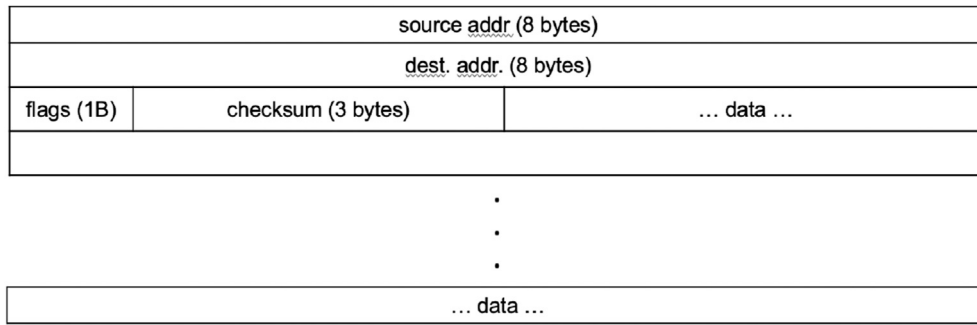 source addr (8 bytes)
dest. addr. (8 bytes)
flags (1B) checksum (3 bytes) ... data ...
... data ...